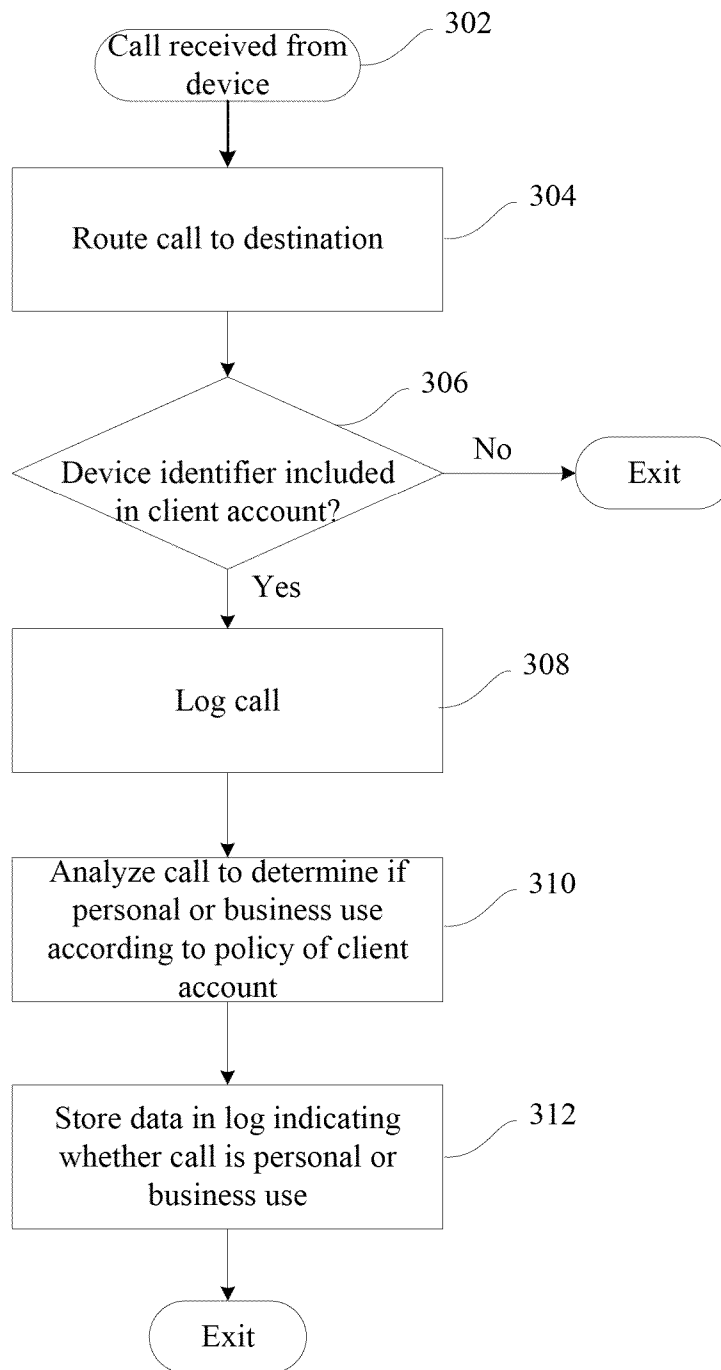 Call received from
device
302
Route call to destination
304
306
Device identifier included
in client account?
No
Exit
Yes
Log call
308
Analyze call to determine if
personal or business use
according to policy of client
account
310
Store data in log indicating
whether call is personal or
business use
312
Exit